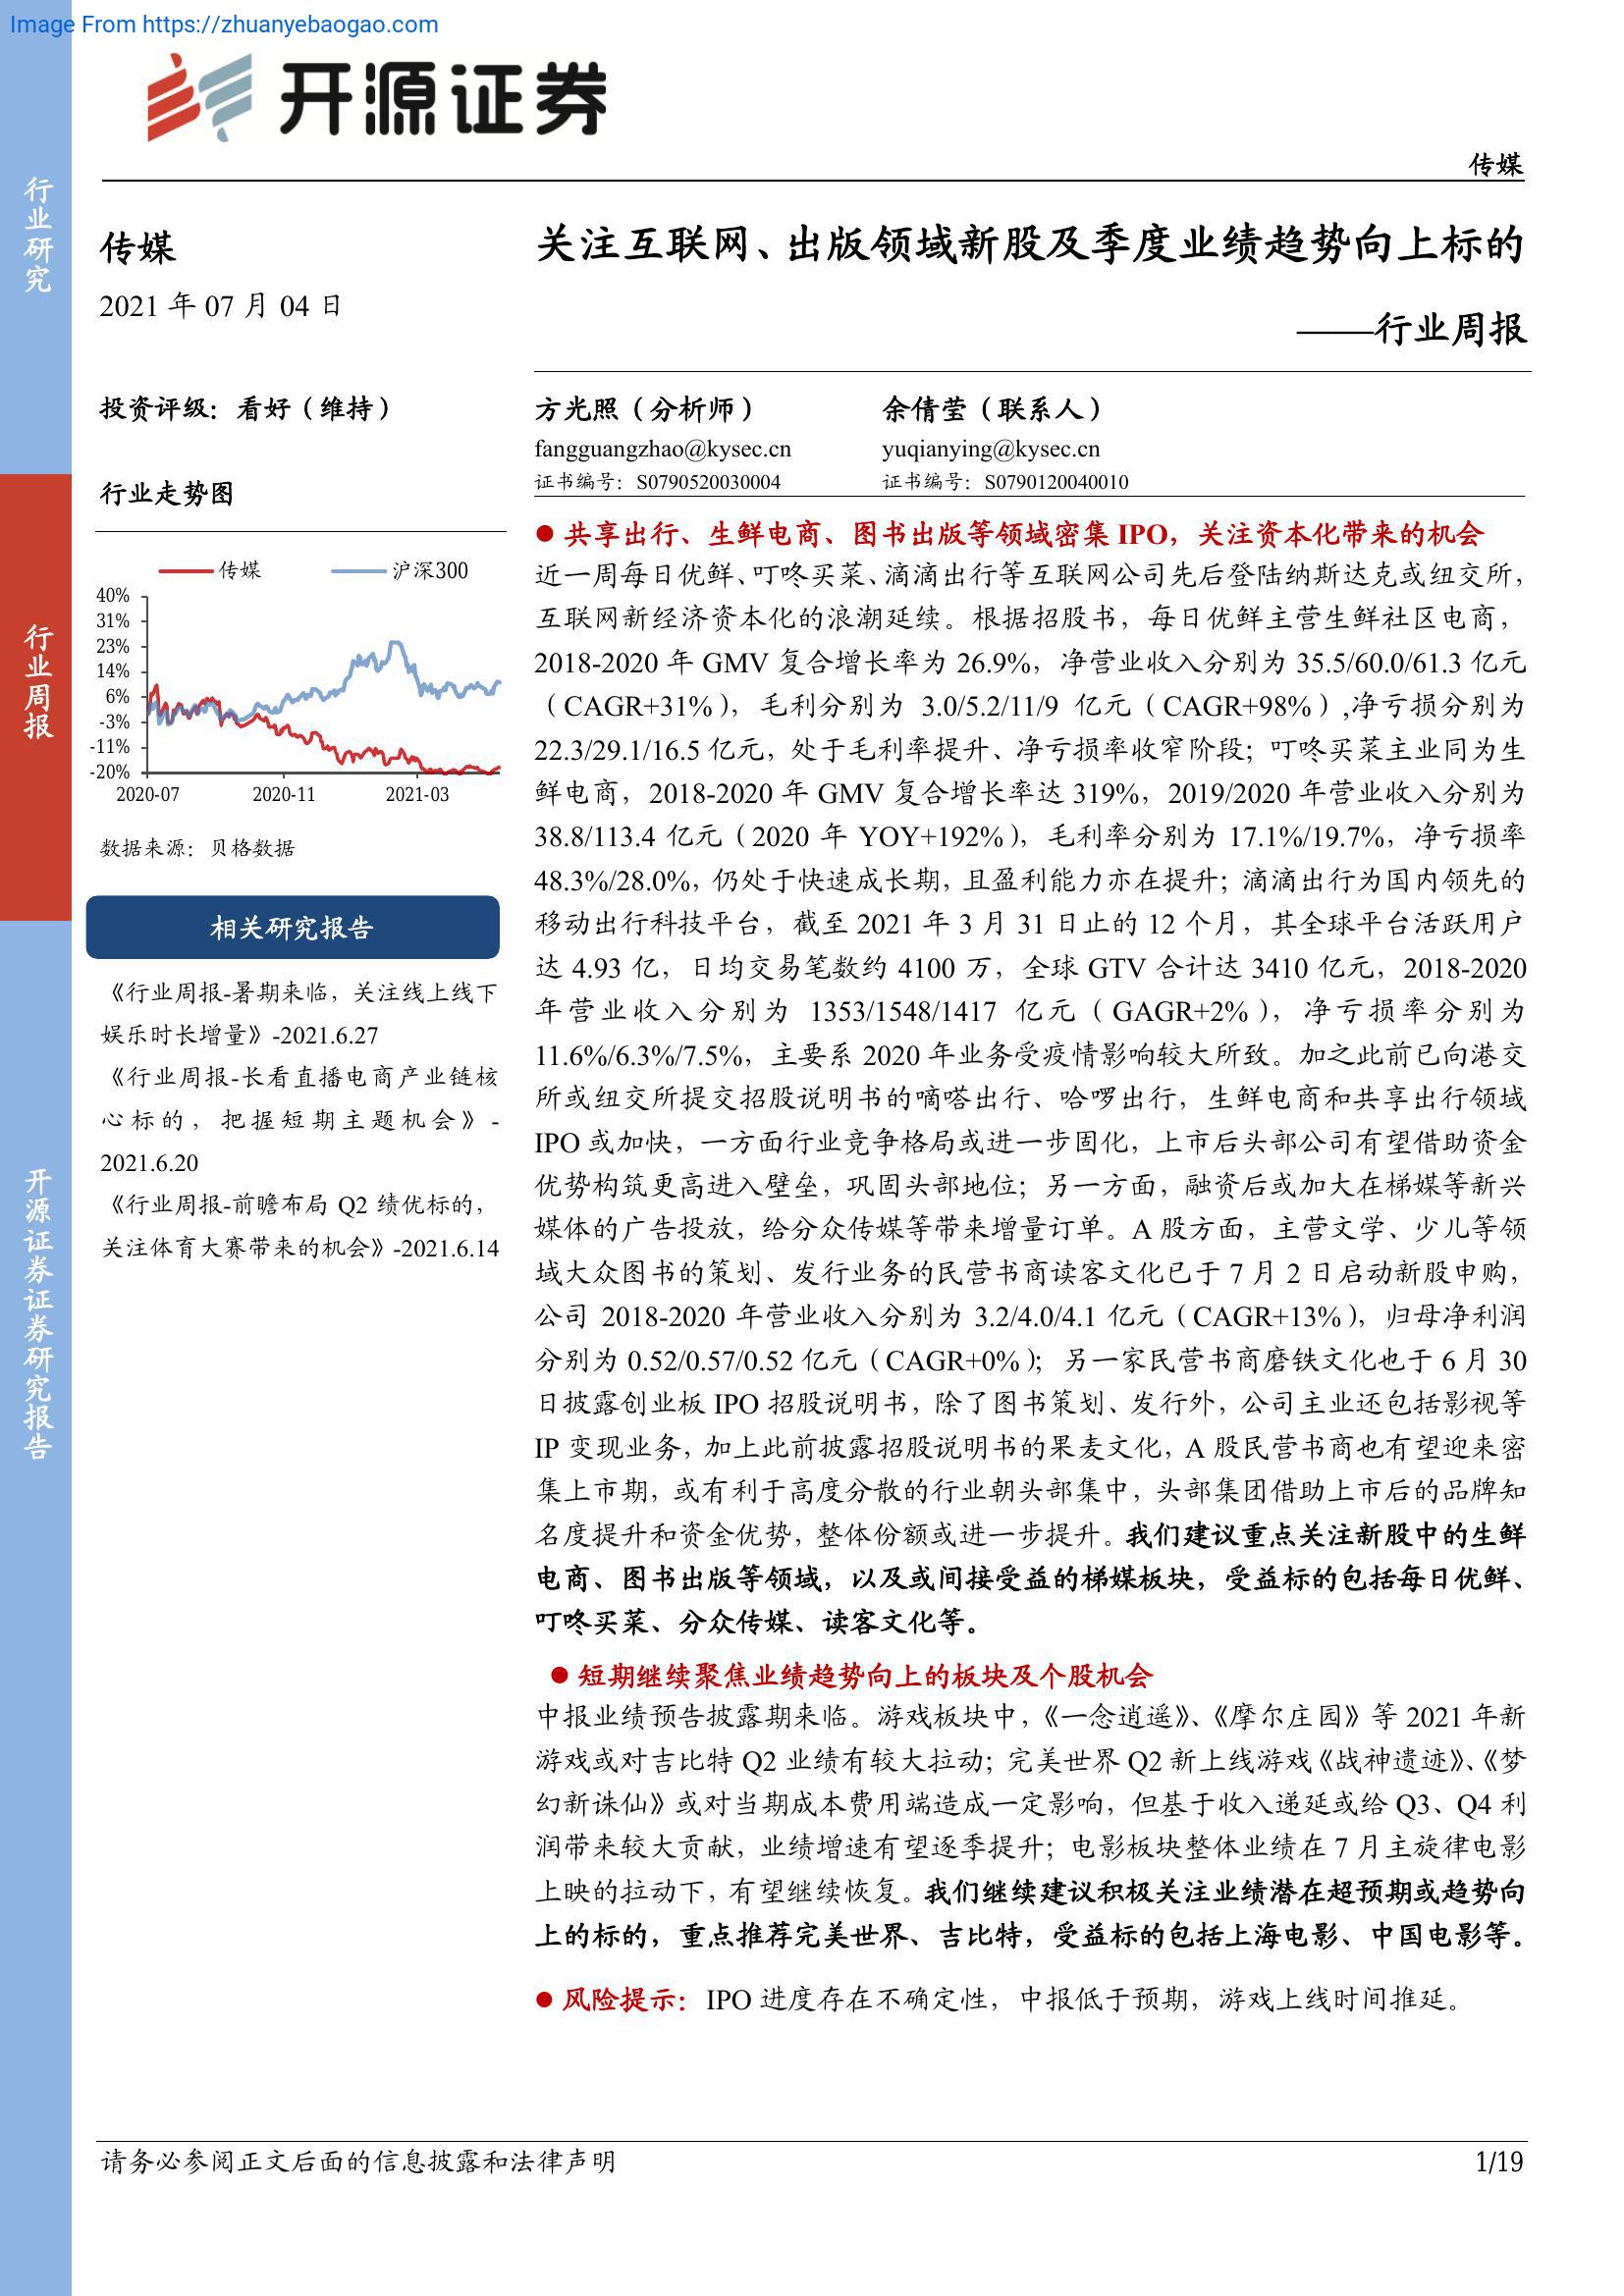 Image From https://zhuanyebaogao.com
开源证券
传媒
行业研究
行业周报
开源证券证券研究报告
传媒
2021 年 07 月 04 日
投资评级：看好（维持）
行业走势图
传媒 沪深300
40%
31%
23%
14%
6%
-3%
-11%
-20%
2020-07 2020-11 2021-03
数据来源：贝格数据
相关研究报告
《行业周报-暑期来临，关注线上线下
娱乐时长增量》-2021.6.27
《行业周报-长看直播电商产业链核
心标的，把握短期主题机会》-
2021.6.20
《行业周报-前瞻布局 Q2 绩优标的，
关注体育大赛带来的机会》-2021.6.14
关注互联网、出版领域新股及季度业绩趋势向上标的
——行业周报
方光照（分析师） 余倩莹（联系人）
fangguangzhao@kysec.cn yuqianying@kysec.cn
证书编号：S0790520030004 证书编号：S0790120040010
● 共享出行、生鲜电商、图书出版等领域密集 IPO，关注资本化带来的机会
近一周每日优鲜、叮咚买菜、滴滴出行等互联网公司先后登陆纳斯达克或纽交所，
互联网新经济资本化的浪潮延续。根据招股书，每日优鲜主营生鲜社区电商，
2018-2020 年 GMV 复合增长率为 26.9%，净营业收入分别为 35.5/60.0/61.3 亿元
（CAGR+31%），毛利分别为 3.0/5.2/11/9 亿元（CAGR+98%）,净亏损分别为
22.3/29.1/16.5 亿元，处于毛利率提升、净亏损率收窄阶段；叮咚买菜主业同为生
鲜电商，2018-2020 年 GMV 复合增长率达 319%，2019/2020 年营业收入分别为
38.8/113.4 亿元（2020 年 YOY+192%），毛利率分别为 17.1%/19.7%，净亏损率
48.3%/28.0%，仍处于快速成长期，且盈利能力亦在提升；滴滴出行为国内领先的
移动出行科技平台，截至 2021 年 3 月 31 日止的 12 个月，其全球平台活跃用户
达 4.93 亿，日均交易笔数约 4100 万，全球 GTV 合计达 3410 亿元，2018-2020
年营业收入分别为 1353/1548/1417 亿元（GAGR+2%），净亏损率分别为
11.6%/6.3%/7.5%，主要系 2020 年业务受疫情影响较大所致。加之此前已向港交
所或纽交所提交招股说明书的嘀嗒出行、哈啰出行，生鲜电商和共享出行领域
IPO 或加快，一方面行业竞争格局或进一步固化，上市后头部公司有望借助资金
优势构筑更高进入壁垒，巩固头部地位；另一方面，融资后或加大在梯媒等新兴
媒体的广告投放，给分众传媒等带来增量订单。A 股方面，主营文学、少儿等领
域大众图书的策划、发行业务的民营书商读客文化已于 7 月 2 日启动新股申购，
公司 2018-2020 年营业收入分别为 3.2/4.0/4.1 亿元（CAGR+13%），归母净利润
分别为 0.52/0.57/0.52 亿元（CAGR+0%）；另一家民营书商磨铁文化也于 6 月 30
日披露创业板 IPO 招股说明书，除了图书策划、发行外，公司主业还包括影视等
IP 变现业务，加上此前披露招股说明书的果麦文化，A 股民营书商也有望迎来密
集上市期，或有利于高度分散的行业朝头部集中，头部集团借助上市后的品牌知
名度提升和资金优势，整体份额或进一步提升。我们建议重点关注新股中的生鲜
电商、图书出版等领域，以及或间接受益的梯媒板块，受益标的包括每日优鲜、
叮咚买菜、分众传媒、读客文化等。
● 短期继续聚焦业绩趋势向上的板块及个股机会
中报业绩预告披露期来临。游戏板块中，《一念逍遥》、《摩尔庄园》等 2021 年新
游戏或对吉比特 Q2 业绩有较大拉动；完美世界 Q2 新上线游戏《战神遗迹》、《梦
幻新诛仙》或对当期成本费用端造成一定影响，但基于收入递延或给 Q3、Q4 利
润带来较大贡献，业绩增速有望逐季提升；电影板块整体业绩在 7 月主旋律电影
上映的拉动下，有望继续恢复。我们继续建议积极关注业绩潜在超预期或趋势向
上的标的，重点推荐完美世界、吉比特，受益标的包括上海电影、中国电影等。
● 风险提示：IPO 进度存在不确定性，中报低于预期，游戏上线时间推延。
请务必参阅正文后面的信息披露和法律声明 1/19